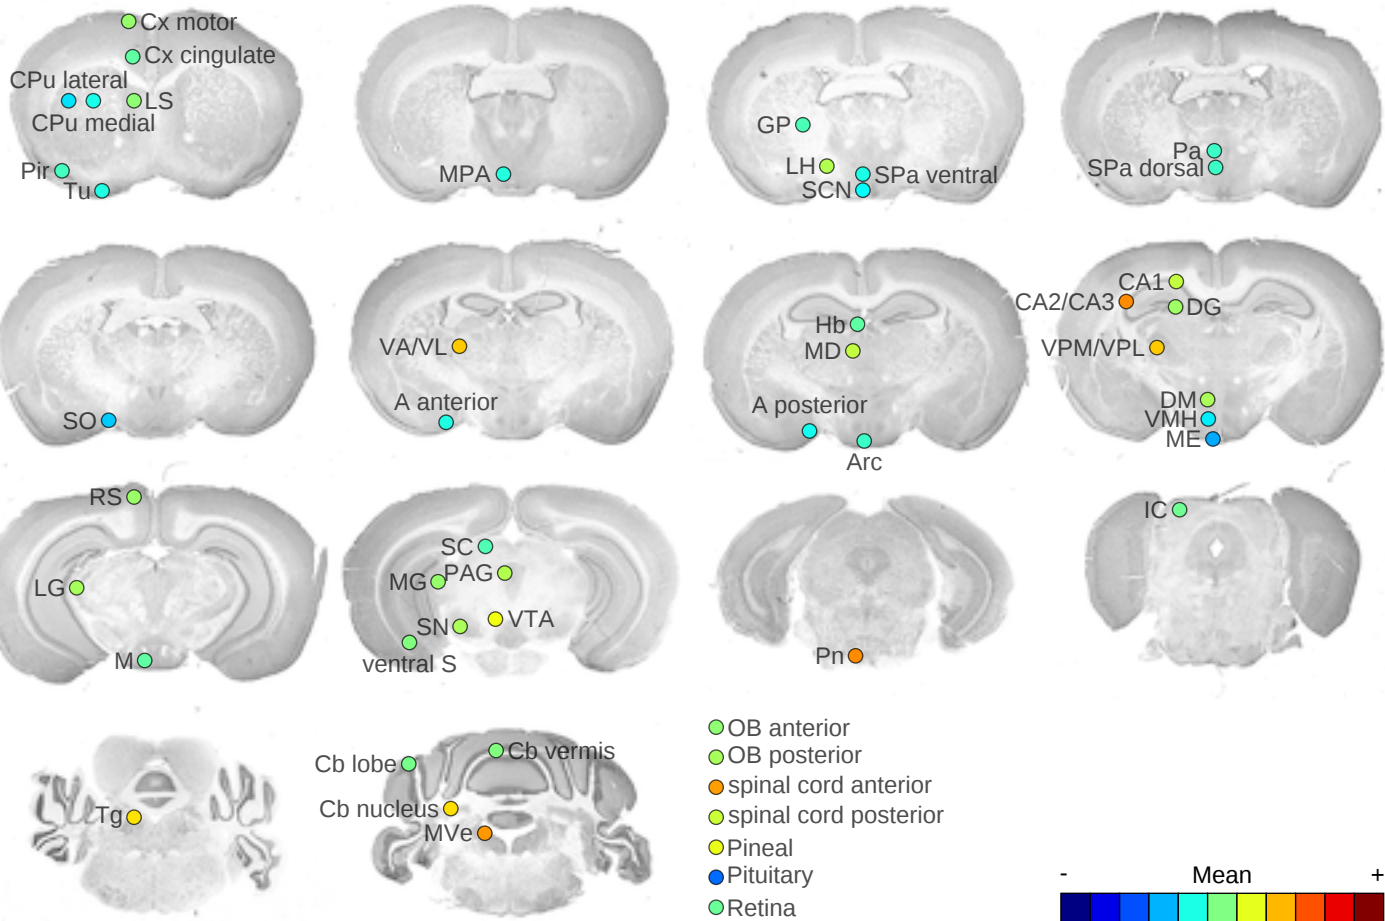 Cx motor
Cx cingulate
CPu lateral
LS
CPu medial
Pir
Tu
MPA
GP
LH
SPa ventral
SCN
Pa
SPa dorsal
SO
VA/VL
A anterior
Hb
MD
A posterior
Arc
CA1
CA2/CA3
DG
VPM/VPL
DM
VMH
ME
RS
LG
M
SC
PAG
MG
VTA
SN
ventral S
Pn
IC
Tg
Cb vermis
Cb lobe
Cb nucleus
MVe
OB anterior
OB posterior
spinal cord anterior
spinal cord posterior
Pineal
Pituitary
Retina
- Mean +